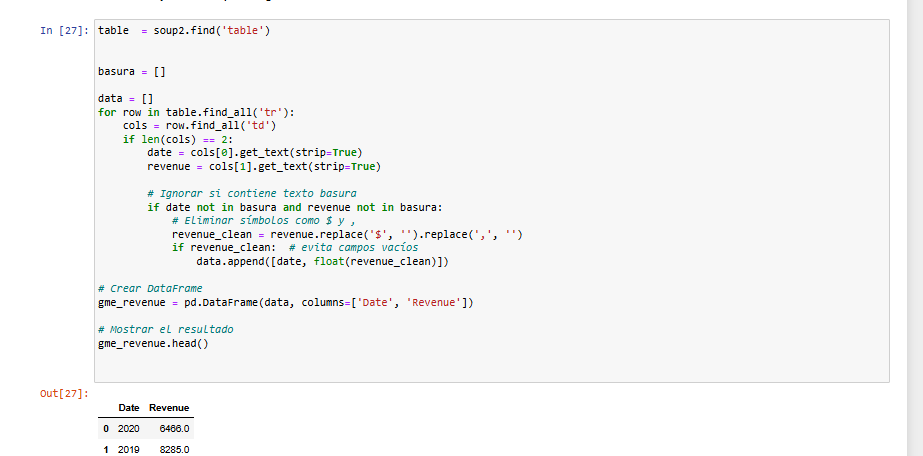 In [27]: table  = soup2.find('table')
basura = []
data = []
for row in table.find_all('tr'):
    cols = row.find_all('td')
    if len(cols) == 2:
        date = cols[0].get_text(strip=True)
        revenue = cols[1].get_text(strip=True)
        # Ignorar si contiene texto basura
        if date not in basura and revenue not in basura:
            # Eliminar símbolos como $ y ,
            revenue_clean = revenue.replace('$', '').replace(',', '')
            if revenue_clean:  # evita campos vacíos
                data.append([date, float(revenue_clean)])
# Crear DataFrame
gme_revenue = pd.DataFrame(data, columns=['Date', 'Revenue'])
# Mostrar el resultado
gme_revenue.head()
Out[27]:
Date Revenue
0 2020 6466.0
1 2019 8285.0